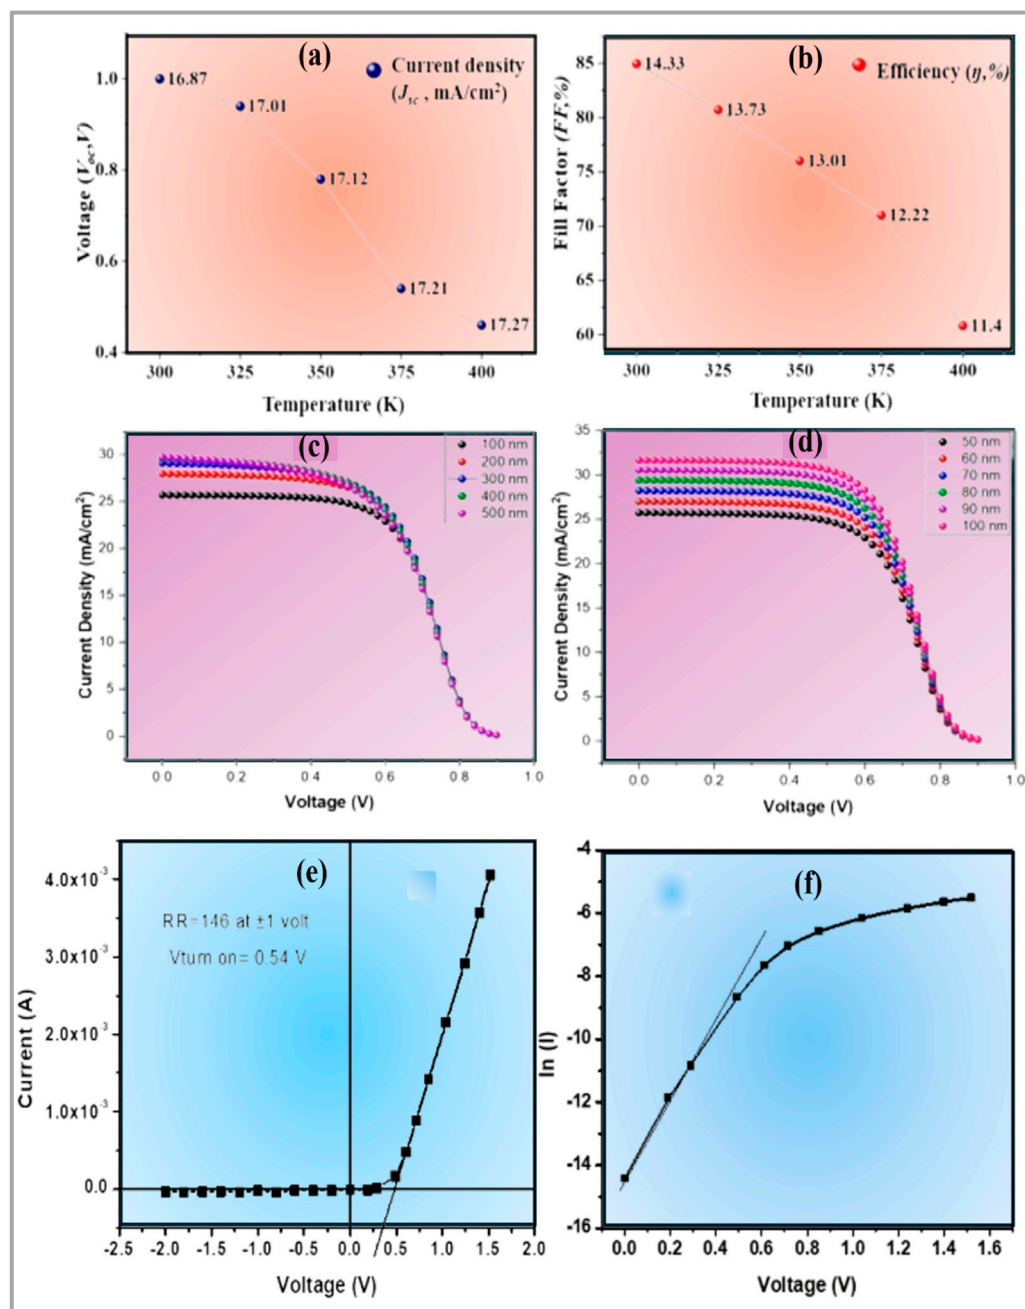 (a)
Current density
(Jsc , mA/cm²)
16.87
17.01
17.12
17.21
17.27
1.0
0.8
0.6
0.4
Voltage (Voc,V)
300 325 350 375 400
Temperature (K)
(b)
Efficiency (η,%)
14.33
13.73
13.01
12.22
11.4
85
80
75
70
65
60
Fill Factor (FF,%)
300 325 350 375 400
Temperature (K)
(c)
100 nm
200 nm
300 nm
400 nm
500 nm
30
25
20
15
10
5
0
Current Density (mA/cm²)
0.0 0.2 0.4 0.6 0.8 1.0
Voltage (V)
(d)
50 nm
60 nm
70 nm
80 nm
90 nm
100 nm
35
30
25
20
15
10
5
0
Current Density (mA/cm²)
0.0 0.2 0.4 0.6 0.8 1.0
Voltage (V)
(e)
RR=146 at ±1 volt
Vturn on= 0.54 V
4.0x10⁻³
3.0x10⁻³
2.0x10⁻³
1.0x10⁻³
0.0
Current (A)
-2.5 -2.0 -1.5 -1.0 -0.5 0.0 0.5 1.0 1.5 2.0
Voltage (V)
(f)
-4
-6
-8
-10
-12
-14
-16
ln (I)
0.0 0.2 0.4 0.6 0.8 1.0 1.2 1.4 1.6
Voltage (V)